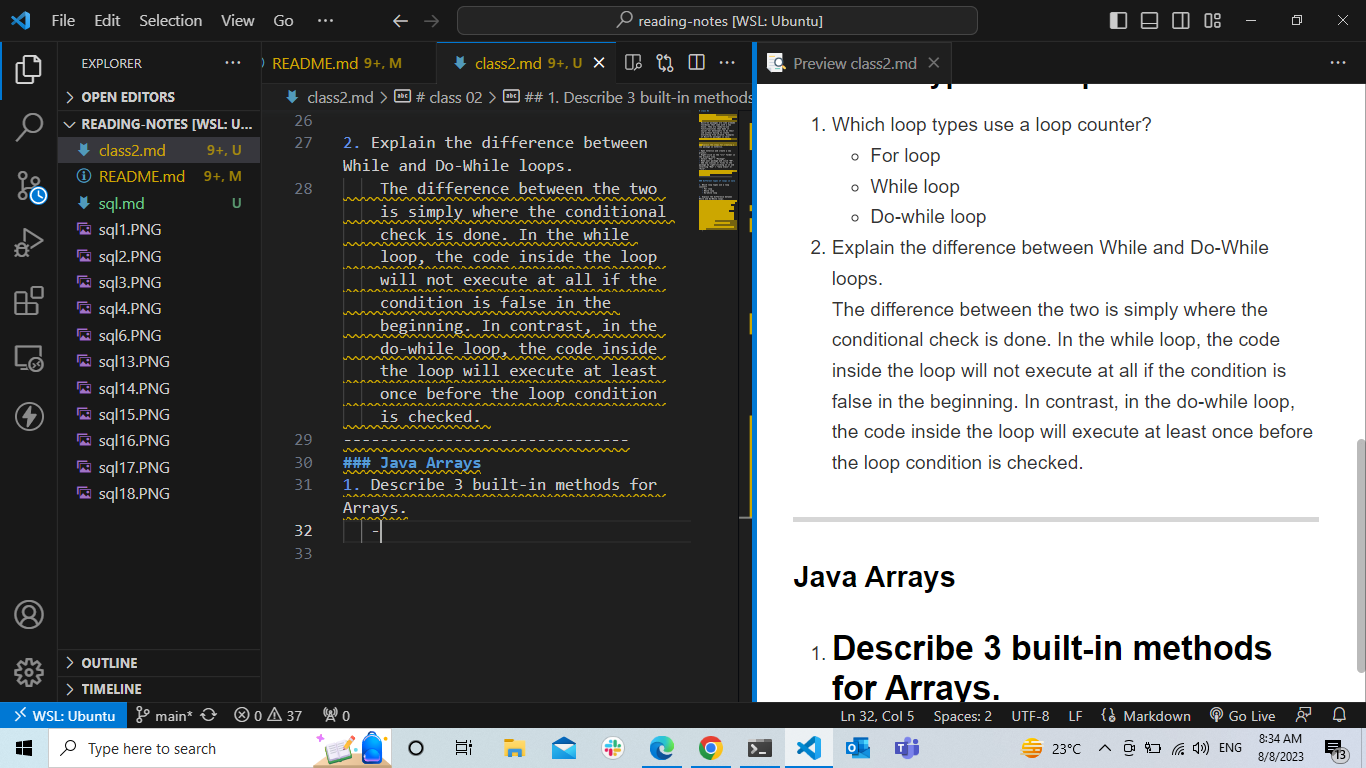 File Edit Selection View Go ···
reading-notes [WSL: Ubuntu]
EXPLORER ···
OPEN EDITORS
READING-NOTES [WSL: U...
class2.md 9+, U
README.md 9+, M
sql.md U
sql1.PNG
sql2.PNG
sql3.PNG
sql4.PNG
sql6.PNG
sql13.PNG
sql14.PNG
sql15.PNG
sql16.PNG
sql17.PNG
sql18.PNG
OUTLINE
TIMELINE
README.md 9+, M
class2.md 9+, U
class2.md > # class 02 > ## 1. Describe 3 built-in methods
26
27 2. Explain the difference between
While and Do-While loops.
28 The difference between the two
is simply where the conditional
check is done. In the while
loop, the code inside the loop
will not execute at all if the
condition is false in the
beginning. In contrast, in the
do-while loop, the code inside
the loop will execute at least
once before the loop condition
is checked.
29 -------------------------------
30 ### Java Arrays
31 1. Describe 3 built-in methods for
Arrays.
32 -
33
Preview class2.md
1. Which loop types use a loop counter?
For loop
While loop
Do-while loop
2. Explain the difference between While and Do-While
loops.
The difference between the two is simply where the
conditional check is done. In the while loop, the code
inside the loop will not execute at all if the condition is
false in the beginning. In contrast, in the do-while loop,
the code inside the loop will execute at least once before
the loop condition is checked.
Java Arrays
1. Describe 3 built-in methods
for Arrays.
WSL: Ubuntu main* 0 37 0
Ln 32, Col 5 Spaces: 2 UTF-8 LF Markdown Go Live
Type here to search
23°C ENG
8:34 AM
8/8/2023
13